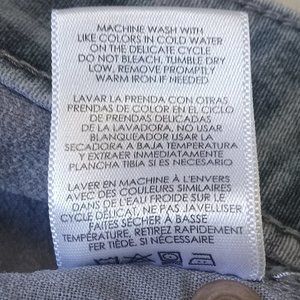 MACHINE WASH WITH
LIKE COLORS IN COLD WATER
ON THE DELICATE CYCLE
DO NOT BLEACH, TUMBLE DRY
LOW, REMOVE PROMPTLY
WARM IRON IF NEEDED
LAVAR LA PRENDA CON OTRAS
PRENDAS DE COLOR EN EL CICLO
DE PRENDAS DELICADAS
DE LA LAVADORA, NO USAR
BLANQUEADOR USAR LA
SECADORA A BAJA TEMPERATURA
Y EXTRAER INMEDIATAMENTE
PLANCHA TIBIA SI ES NECESARIO
LAVER EN MACHINE À L'ENVERS
AVEC DES COULEURS SIMILAIRES
DANS DE L'EAU FROIDE SUR LE
CYCLE DÉLICAT, NE PAS JAVELLISER
FAITES SÉCHER À BASSE
TEMPÉRATURE, RETIREZ RAPIDEMENT
FER TIÈDE, SI NÉCESSAIRE